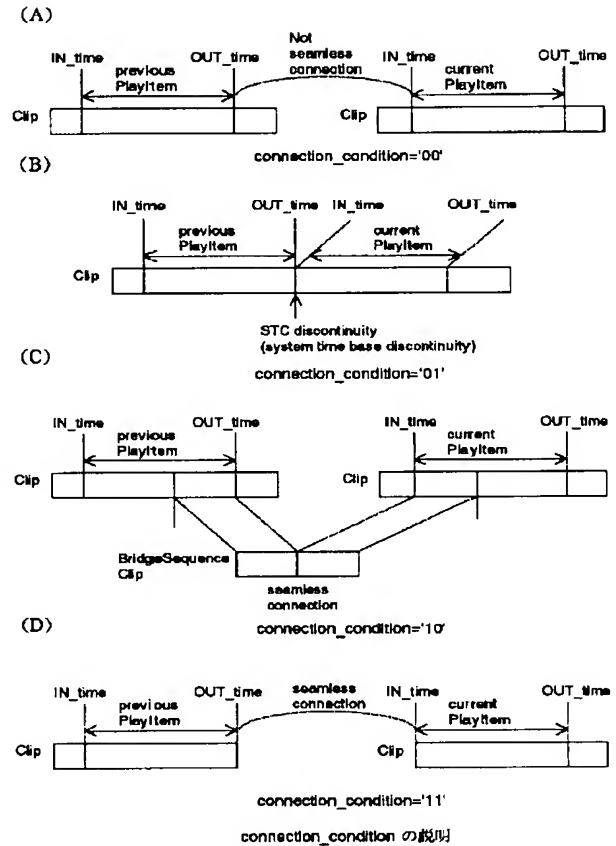 (A)
Not
seamless
connection
IN_time
previous
PlayItem
OUT_time
IN_time
current
PlayItem
OUT_time
Clip
Clip
connection_condition='00'
(B)
IN_time
OUT_time
IN_time
OUT_time
previous
PlayItem
current
PlayItem
Clip
STC discontinuity
(system time base discontinuity)
(C)
connection_condition='01'
IN_time
previous
PlayItem
OUT_time
IN_time
current
PlayItem
OUT_time
Clip
Clip
BridgeSequence
Clip
seamless
connection
(D)
connection_condition='10'
IN_time
previous
PlayItem
OUT_time
seamless
connection
IN_time
current
PlayItem
OUT_time
Clip
Clip
connection_condition='11'
connection_condition の説明